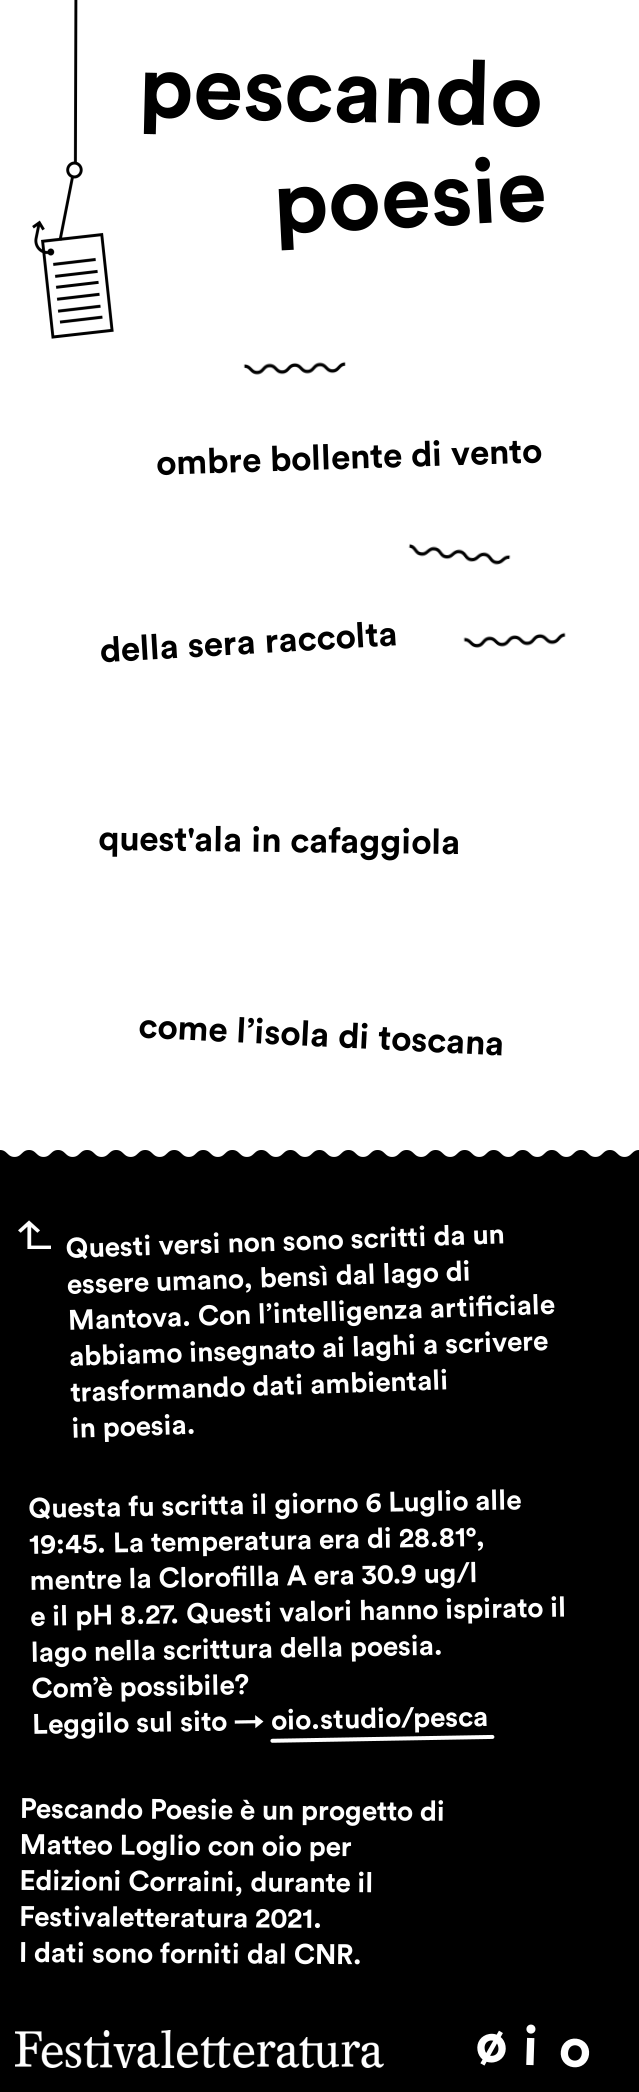 pescando
poesie
ombre bollente di vento
della sera raccolta
quest'ala in cafaggiola
come l’isola di toscana
Questi versi non sono scritti da un
essere umano, bensì dal lago di
Mantova. Con l’intelligenza artificiale
abbiamo insegnato ai laghi a scrivere
trasformando dati ambientali
in poesia.
Questa fu scritta il giorno 6 Luglio alle
19:45. La temperatura era di 28.81°,
mentre la Clorofilla A era 30.9 ug/l
e il pH 8.27. Questi valori hanno ispirato il
lago nella scrittura della poesia.
Com’è possibile?
Leggilo sul sito → oio.studio/pesca
Pescando Poesie è un progetto di
Matteo Loglio con oio per
Edizioni Corraini, durante il
Festivaletteratura 2021.
I dati sono forniti dal CNR.
Festivaletteratura
ø i o